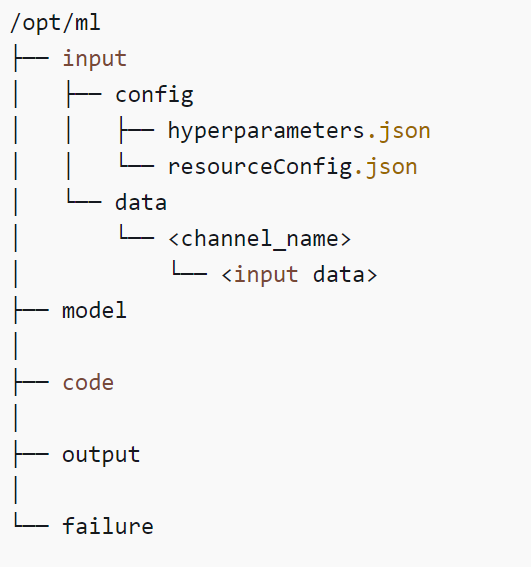 /opt/ml
├── input
│   ├── config
│   │   ├── hyperparameters.json
│   │   └── resourceConfig.json
│   └── data
│       └── <channel_name>
│           └── <input data>
├── model
│
├── code
│
├── output
│
└── failure